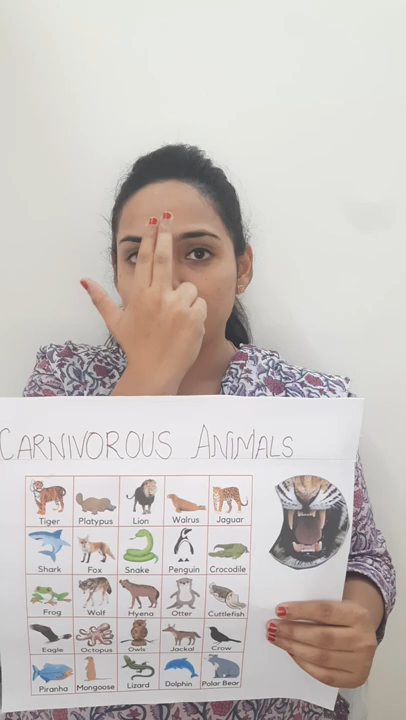 CARNIVOROUS ANIMALS
Tiger Platypus Lion Walrus Jaguar
Shark Fox Snake Penguin Crocodile
Frog Wolf Hyena Otter Cuttlefish
Eagle Octopus Owls Jackal Crow
Piranha Mongoose Lizard Dolphin Polar Bear